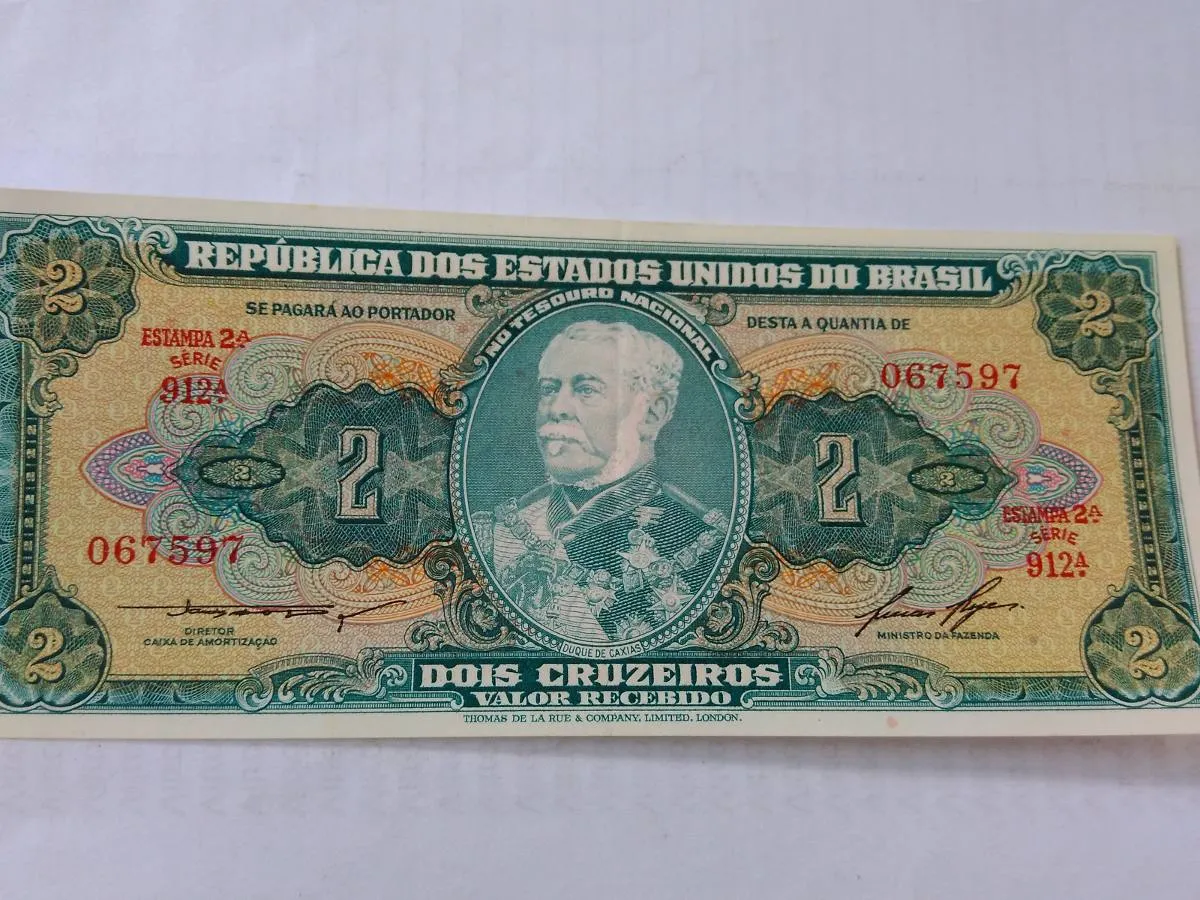 REPÚBLICA DOS ESTADOS UNIDOS DO BRASIL
2
2
SE PAGARÁ AO PORTADOR
NO TESOURO NACIONAL
DESTA A QUANTIA DE
ESTAMPA 2ª
SÉRIE
912ª
067597
2
2
2
2
067597
ESTAMPA 2ª
SÉRIE
912ª
DIRETOR
CAIXA DE AMORTIZAÇÃO
MINISTRO DA FAZENDA
DUQUE DE CAXIAS
2
2
DOIS CRUZEIROS
VALOR RECEBIDO
THOMAS DE LA RUE & COMPANY, LIMITED, LONDON.